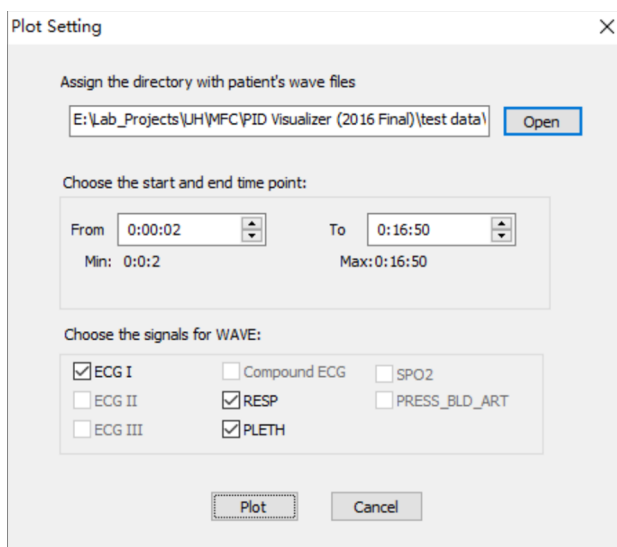 Plot Setting
Assign the directory with patient's wave files
E:\Lab_Projects\UH\MFC\PID Visualizer (2016 Final)\test data\
Open
Choose the start and end time point:
From 0:00:02 To 0:16:50
Min: 0:0:2 Max:0:16:50
Choose the signals for WAVE:
ECG I Compound ECG SPO2
ECG II RESP PRESS_BLD_ART
ECG III PLETH
Plot Cancel